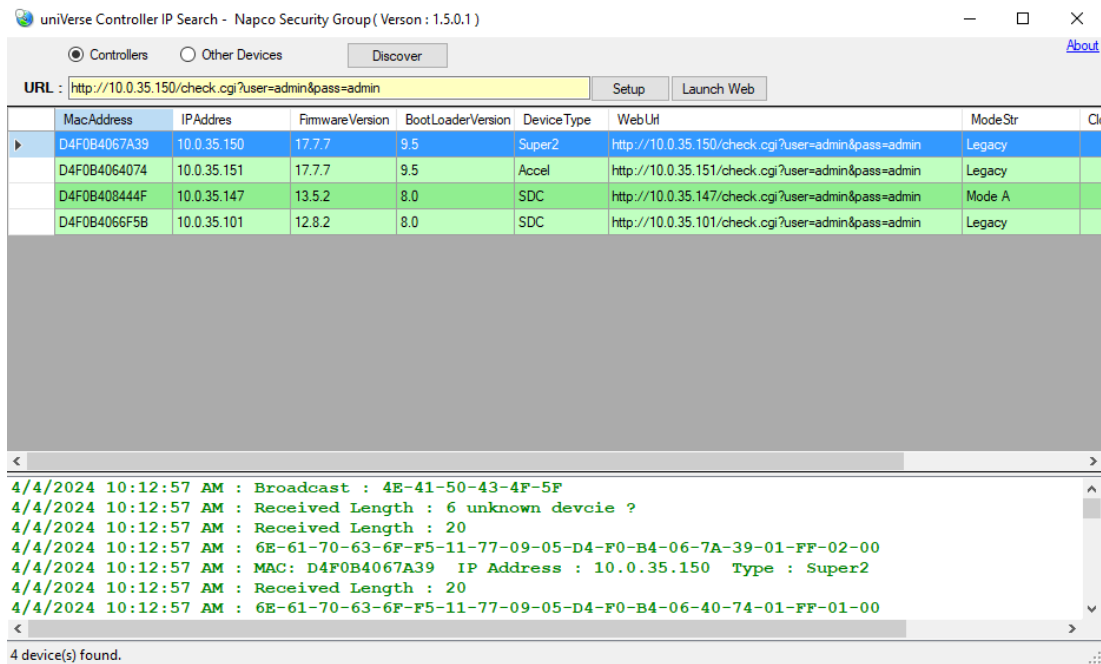 uniVerse Controller IP Search - Napco Security Group ( Verson : 1.5.0.1 )
Controllers Other Devices Discover About
URL : http://10.0.35.150/check.cgi?user=admin&pass=admin Setup Launch Web
MacAddress IPAddres FirmwareVersion BootLoaderVersion DeviceType WebUrl ModeStr Clo
D4F0B4067A39 10.0.35.150 17.7.7 9.5 Super2 http://10.0.35.150/check.cgi?user=admin&pass=admin Legacy
D4F0B4064074 10.0.35.151 17.7.7 9.5 Accel http://10.0.35.151/check.cgi?user=admin&pass=admin Legacy
D4F0B408444F 10.0.35.147 13.5.2 8.0 SDC http://10.0.35.147/check.cgi?user=admin&pass=admin Mode A
D4F0B4066F5B 10.0.35.101 12.8.2 8.0 SDC http://10.0.35.101/check.cgi?user=admin&pass=admin Legacy
4/4/2024 10:12:57 AM : Broadcast : 4E-41-50-43-4F-5F
4/4/2024 10:12:57 AM : Received Length : 6 unknown devcie ?
4/4/2024 10:12:57 AM : Received Length : 20
4/4/2024 10:12:57 AM : 6E-61-70-63-6F-F5-11-77-09-05-D4-F0-B4-06-7A-39-01-FF-02-00
4/4/2024 10:12:57 AM : MAC: D4F0B4067A39 IP Address : 10.0.35.150 Type : Super2
4/4/2024 10:12:57 AM : Received Length : 20
4/4/2024 10:12:57 AM : 6E-61-70-63-6F-F5-11-77-09-05-D4-F0-B4-06-40-74-01-FF-01-00
4 device(s) found.